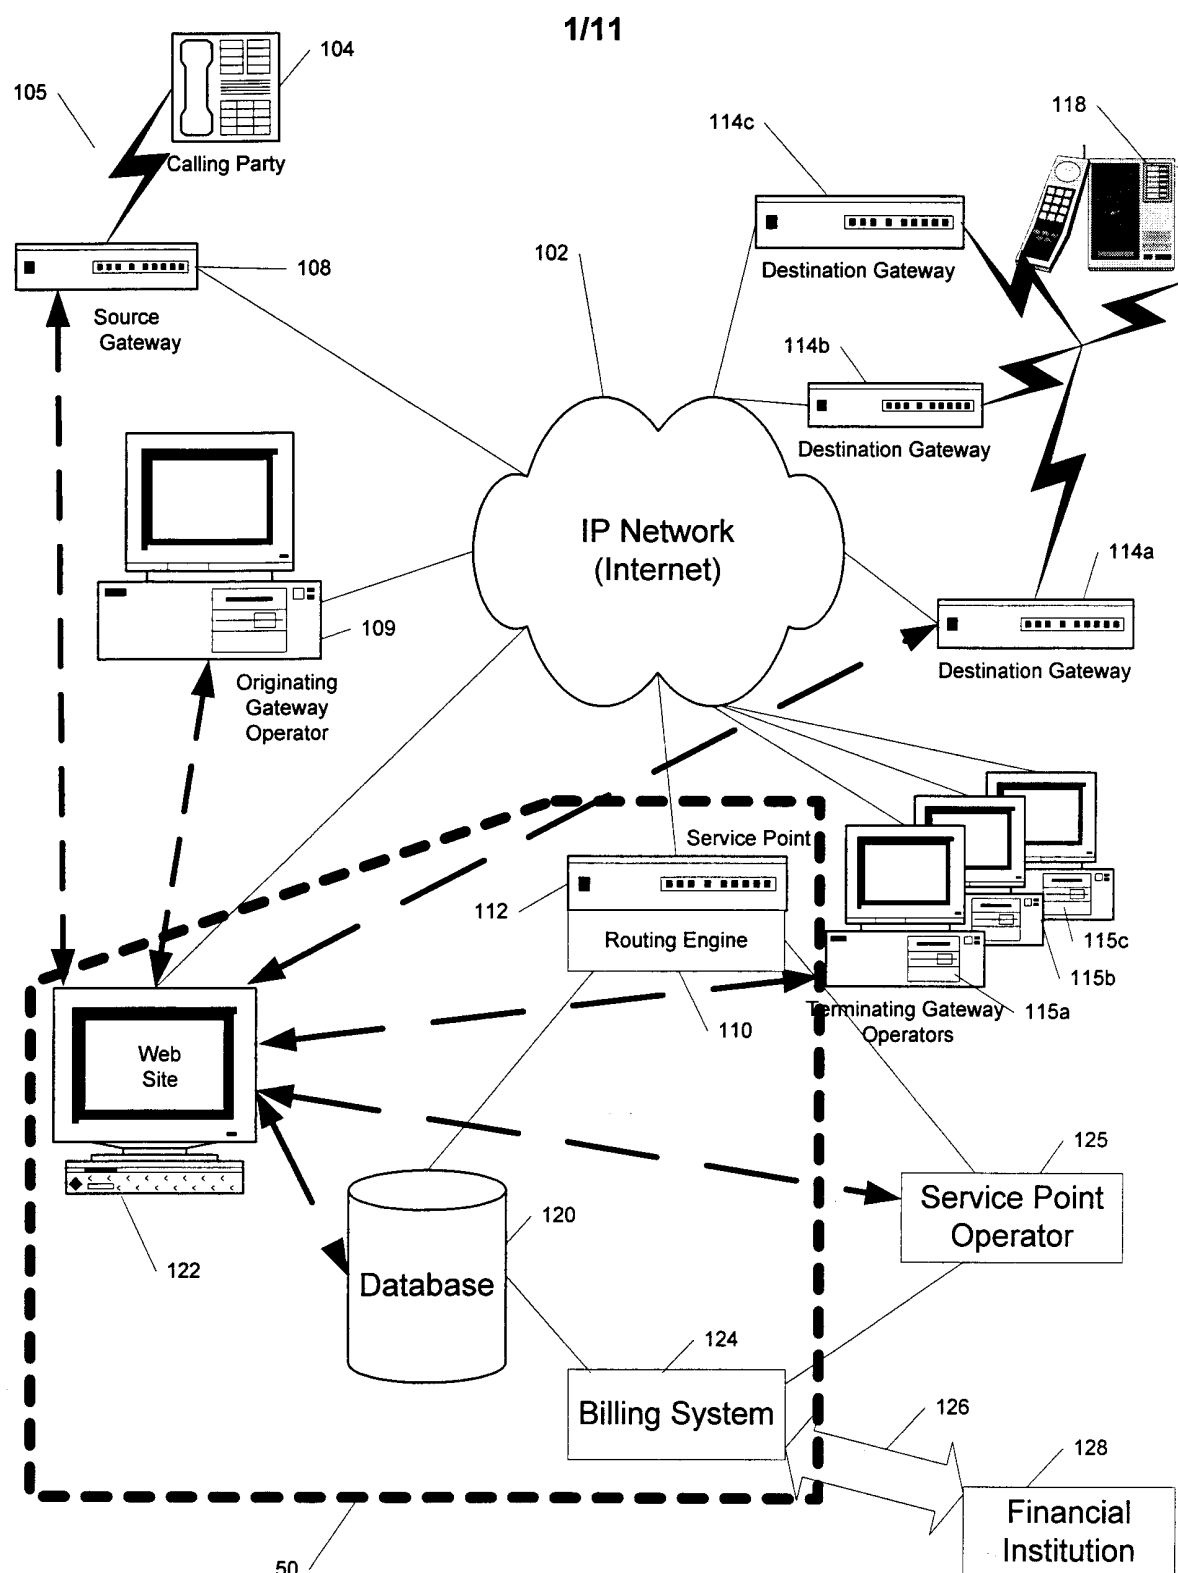 1/11
104
105
Calling Party
114c
118
108
Source
Gateway
102
Destination Gateway
114b
Destination Gateway
IP Network
(Internet)
114a
Destination Gateway
109
Originating
Gateway
Operator
Service Point
112
Routing Engine
110
115c
115b
115a
Terminating Gateway
Operators
Web
Site
122
125
Service Point
Operator
120
Database
124
Billing System
126
128
Financial
Institution
50